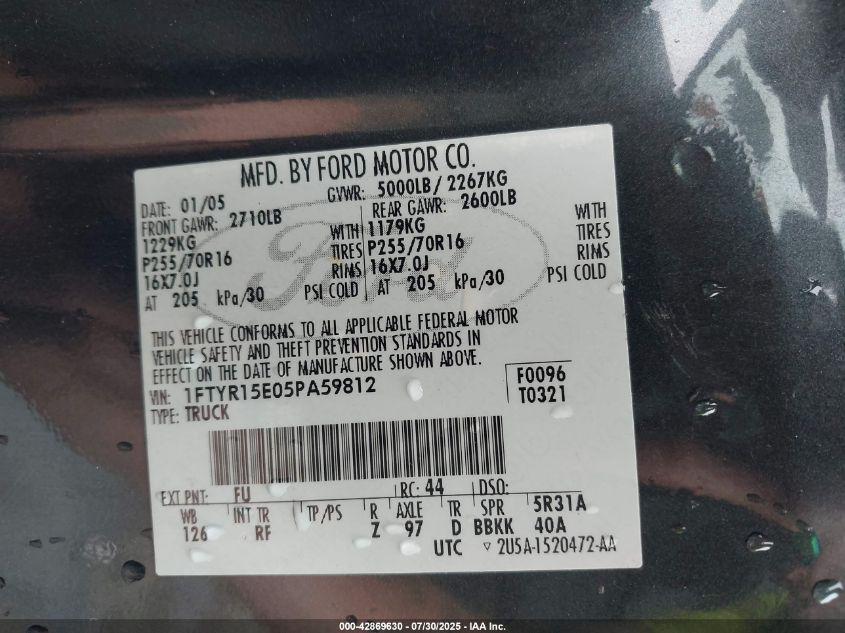 MFD. BY FORD MOTOR CO.
DATE: 01/05 GVWR: 5000LB/ 2267KG
FRONT GAWR: 2710LB REAR GAWR: 2600LB
1229KG WITH 1179KG WITH
P255/70R16 TIRES P255/70R16 TIRES
16X7.0J RIMS 16X7.0J RIMS
AT 205 kPa/30 PSI COLD AT 205 kPa/30 PSI COLD
Ford
THIS VEHICLE CONFORMS TO ALL APPLICABLE FEDERAL MOTOR
VEHICLE SAFETY AND THEFT PREVENTION STANDARDS IN
EFFECT ON THE DATE OF MANUFACTURE SHOWN ABOVE.
VIN: 1FTYR15E05PA59812 F0096
TYPE: TRUCK T0321
EXT PNT: FU RC: 44 DSO:
WB INT TR TP/PS R AXLE TR SPR 5R31A
126 RF Z 97 D BBKK 40A
UTC ▽ 2U5A-1520472-AA
000-42869630 - 07/30/2025 - IAA Inc.